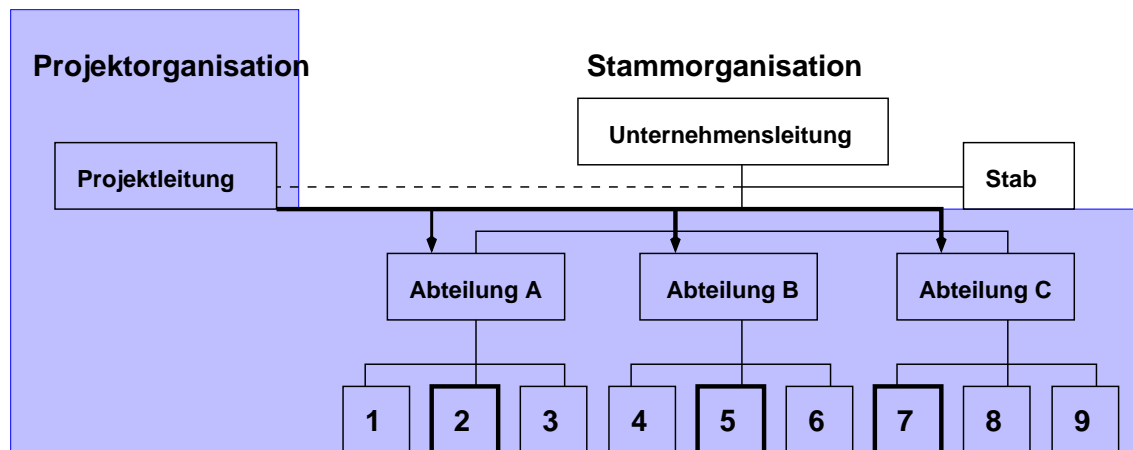 Projektorganisation Stammorganisation
Unternehmensleitung
Projektleitung Stab
Abteilung A Abteilung B Abteilung C
1 2 3 4 5 6 7 8 9